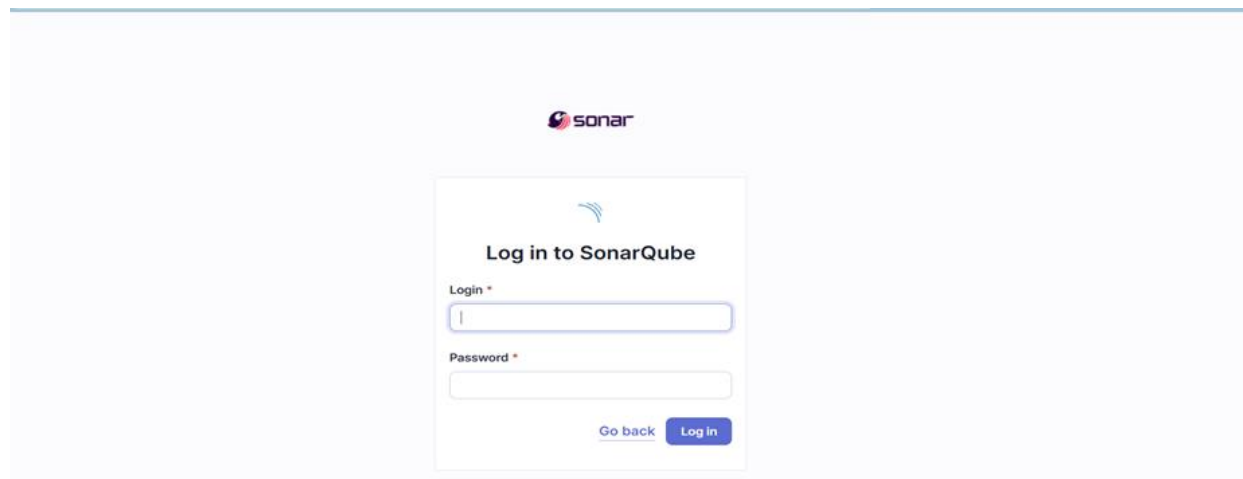 sonar
Log in to SonarQube
Login *
Password *
Go back Log in